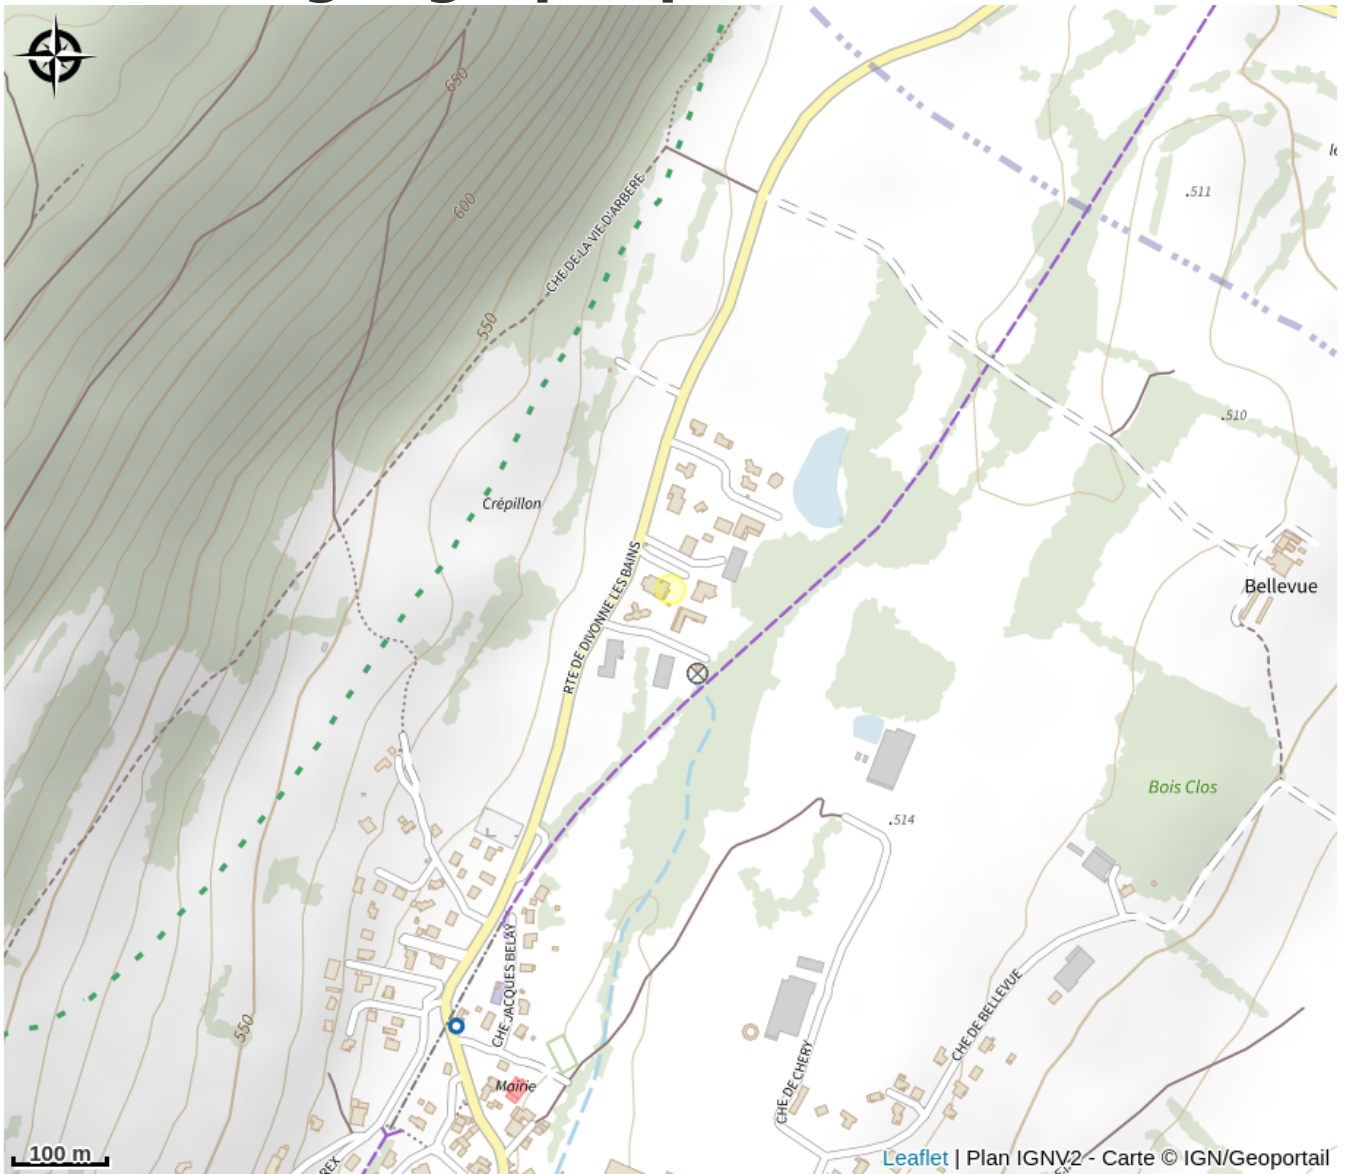 650
le
.511
CHE DE LA VIE D'ARBERE
600
550
.510
Crépillon
RTE DE DIVONNE LES BAINS
Bellevue
Bois Clos
.514
CHE JACQUES BELAY
CHE DE BELLEVUE
550
CHE DE CHERY
Mairie
REX
100 m
Leaflet | Plan IGNV2 - Carte © IGN/Geoportail